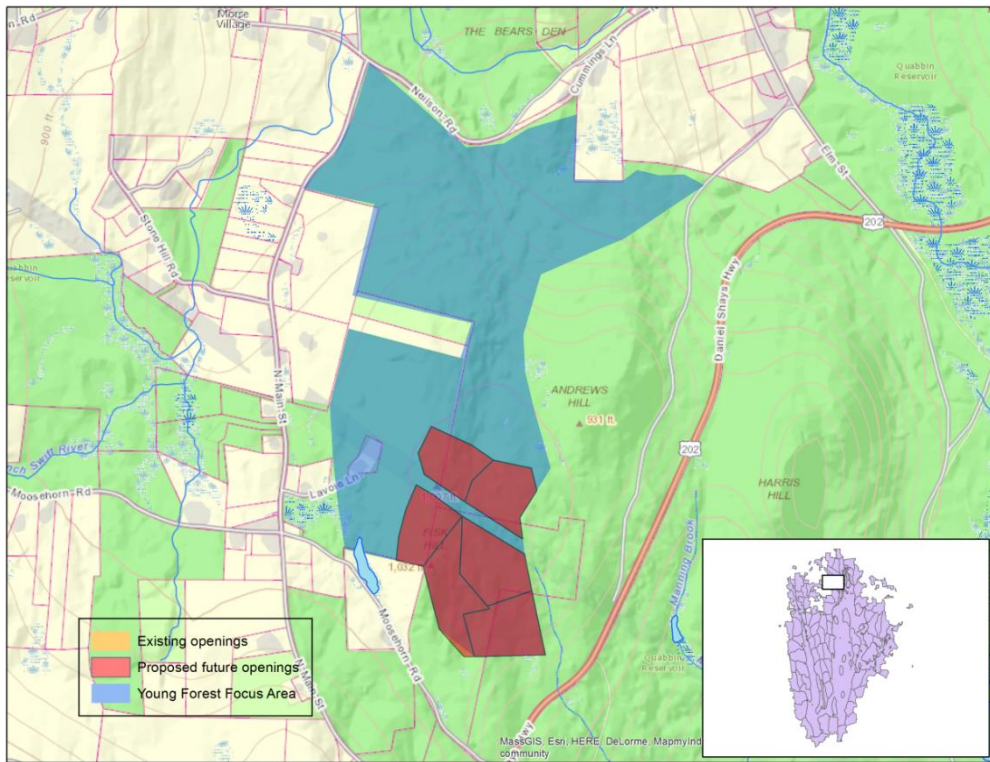 Morse
Village
THE BEARS DEN
Neilson Rd
Cummings Ln
Quabbin
Reservoir
900 ft
Elm St
Stone Hill Rd
202
Daniel Shays Hwy
N Main St
ANDREWS
HILL
931 ft.
202
HARRIS
HILL
Swift River
Moosehorn Rd
Lavoie Ln
HILL
1,032 ft
Manning Brook
Moosehorn Rd
N Main St
Quabbin
Reservoir
Hwy
Existing openings
Proposed future openings
Young Forest Focus Area
MassGIS, Esri, HERE, DeLorme, MapmyInd
community